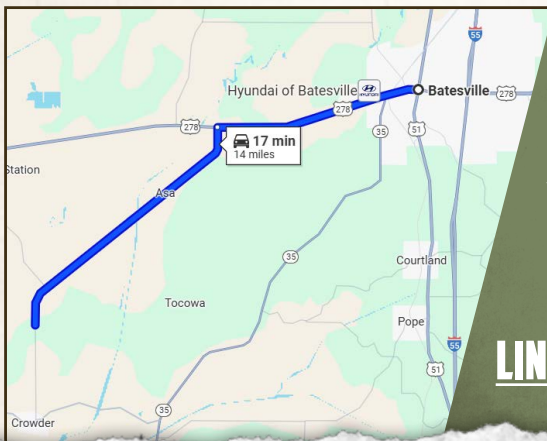 55
Hyundai of Batesville
HYUNDAI
Batesville
278
278
278
35
51
17 min
14 miles
Station
Asa
35
Courtland
Tocowa
Pope
55
LIN
51
35
Crowder